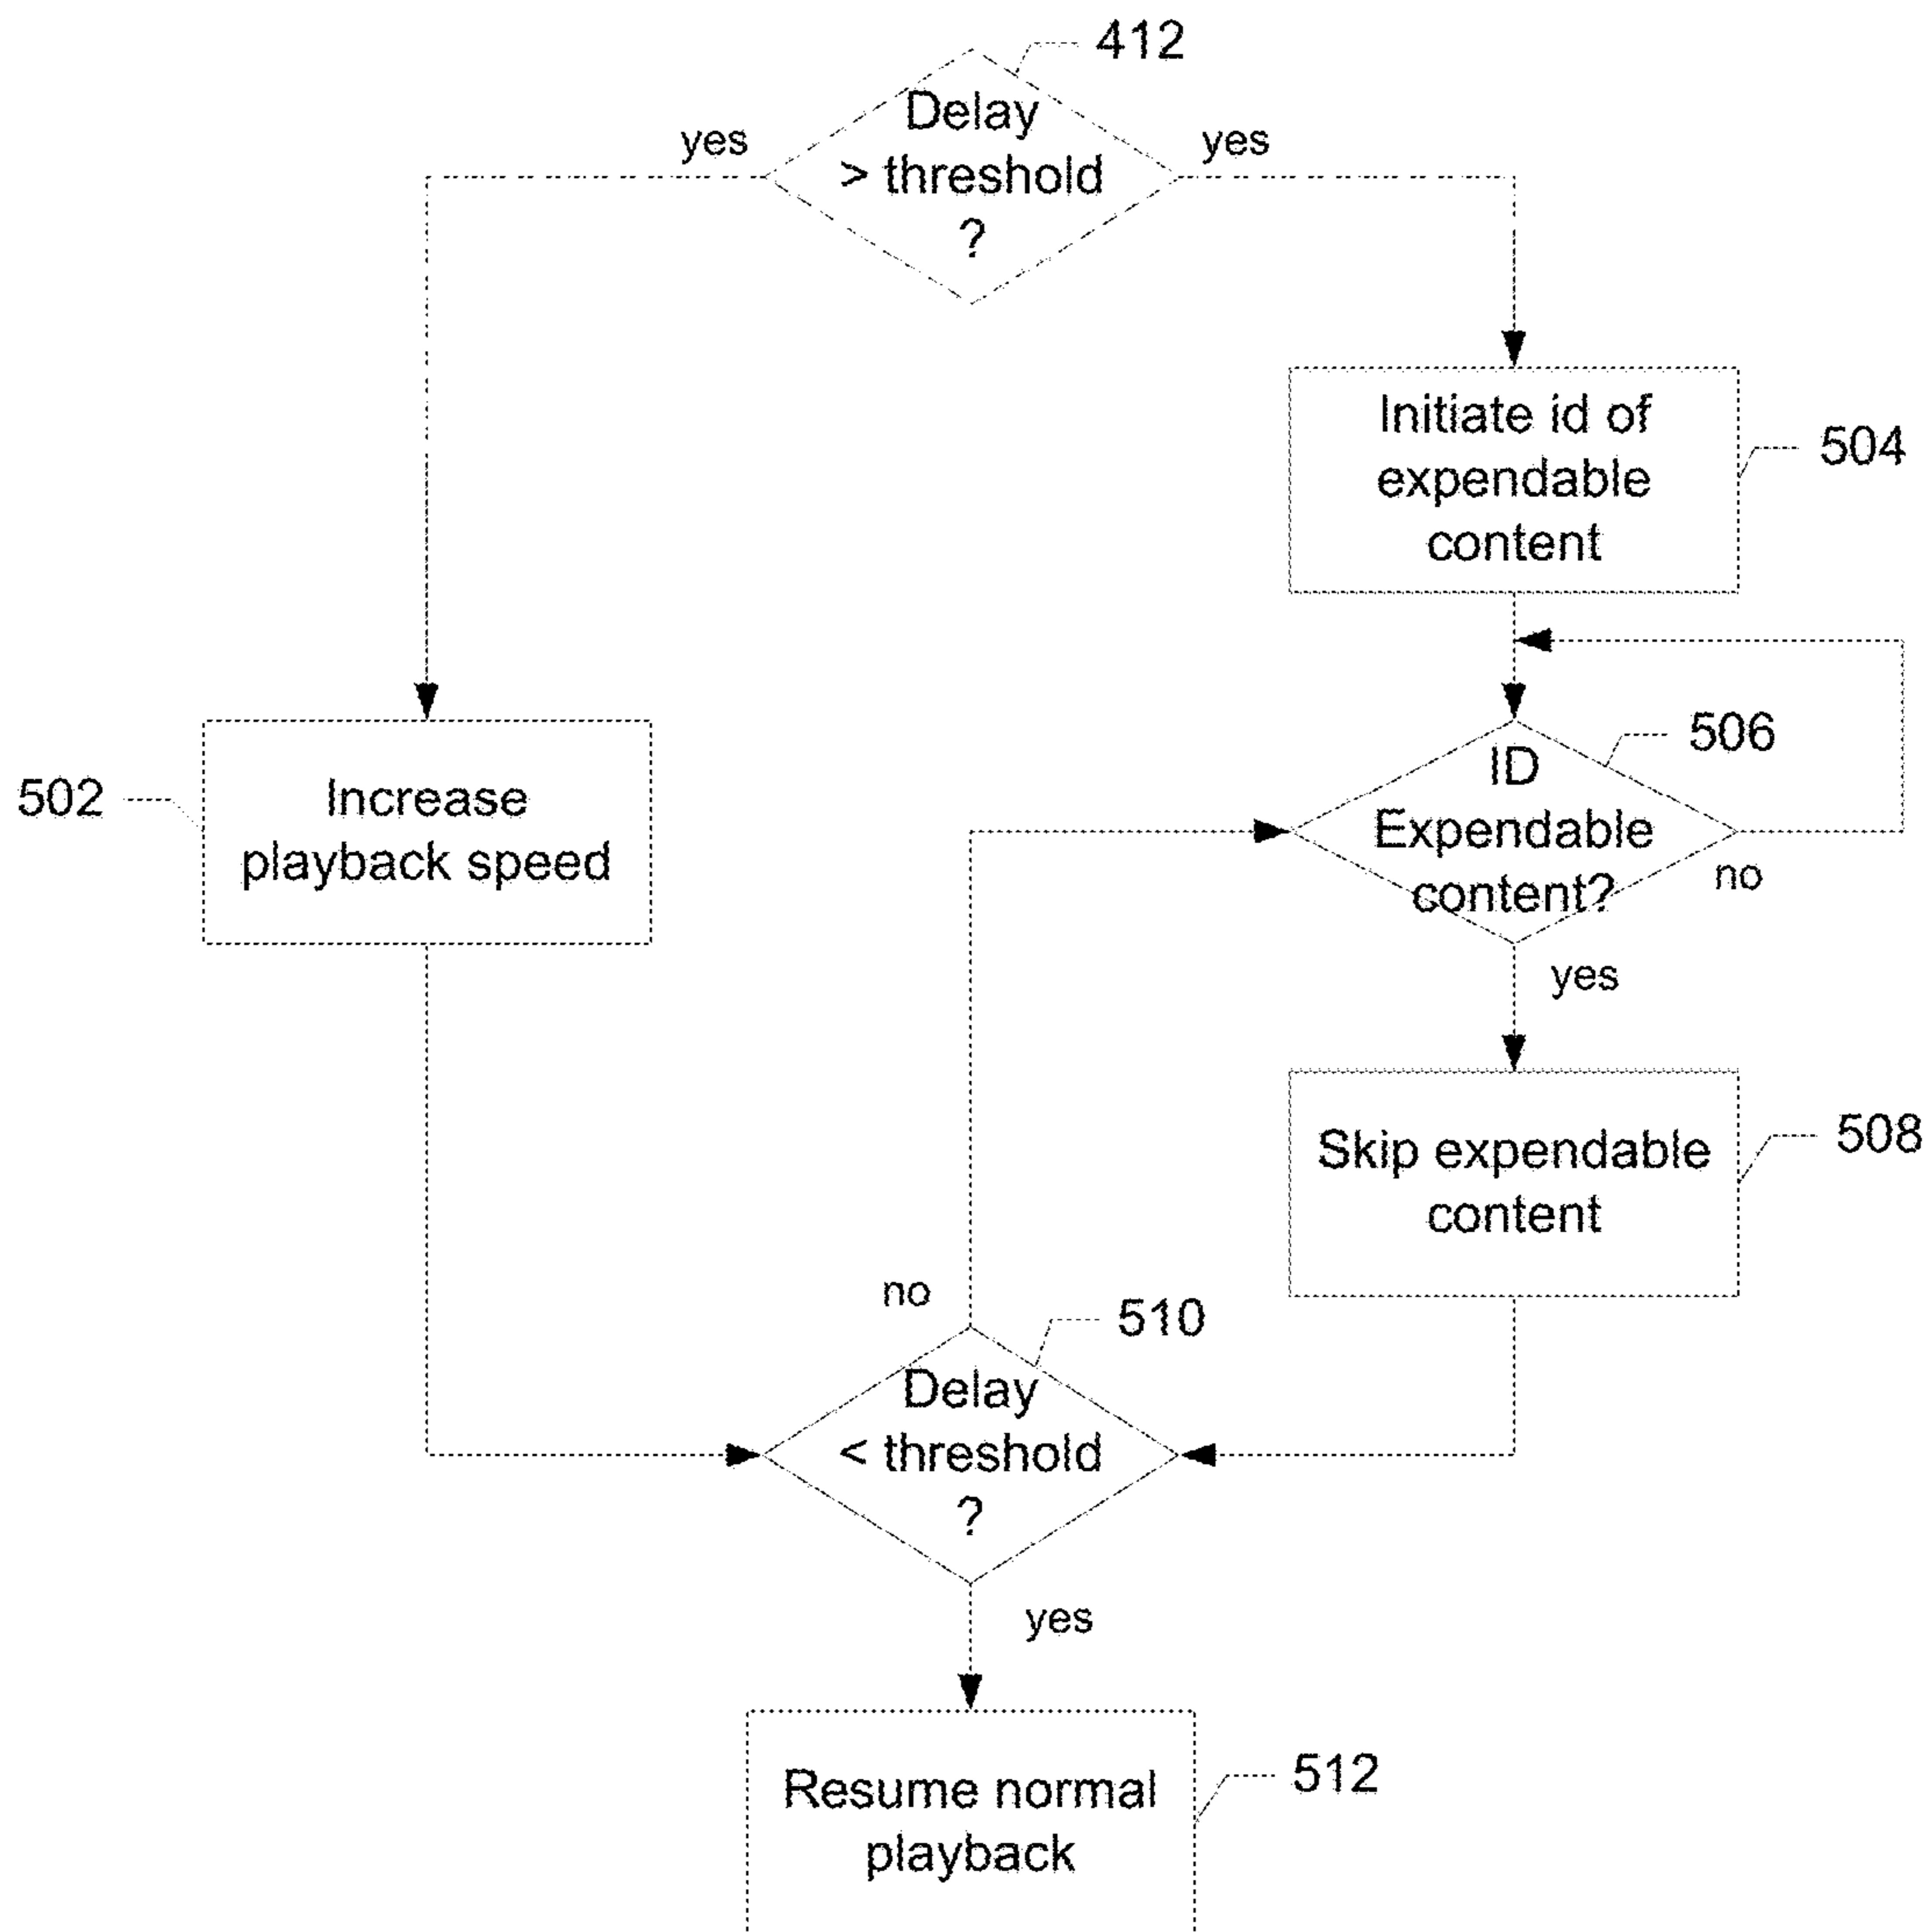 412
Delay
> threshold
?
yes
yes
Initiate id of
expendable
content
504
506
ID
Expendable
content?
no
502
Increase
playback speed
yes
Skip expendable
content
508
no
510
Delay
< threshold
?
yes
Resume normal
playback
512